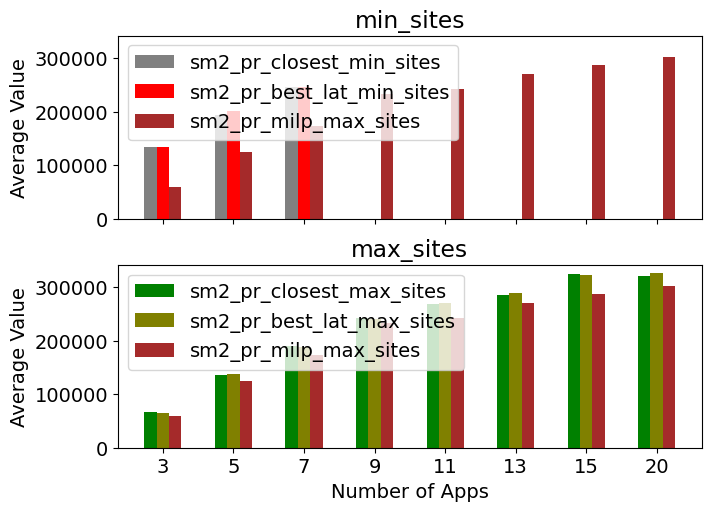 min_sites
300000
200000
100000
0
Average Value
sm2_pr_closest_min_sites
sm2_pr_best_lat_min_sites
sm2_pr_milp_max_sites
max_sites
300000
200000
100000
0
Average Value
sm2_pr_closest_max_sites
sm2_pr_best_lat_max_sites
sm2_pr_milp_max_sites
3 5 7 9 11 13 15 20
Number of Apps